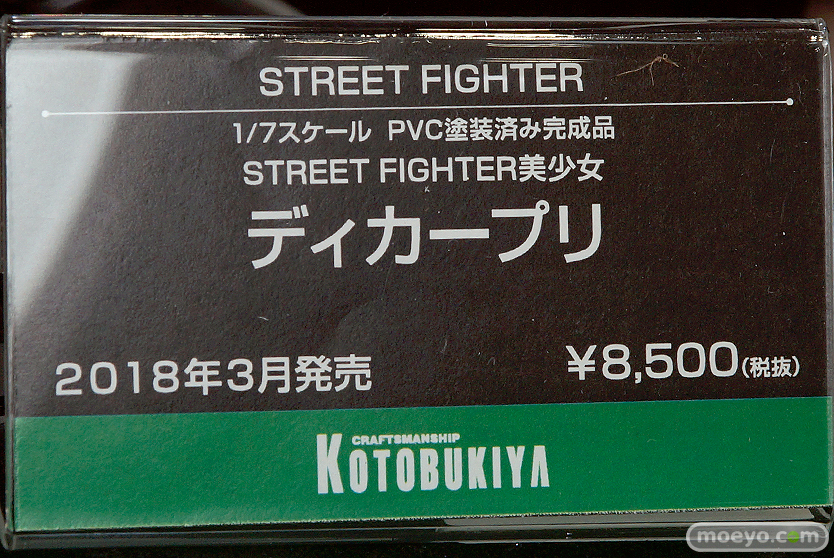 STREET FIGHTER
1/7スケール PVC塗装済み完成品
STREET FIGHTER美少女
ディカープリ
2018年3月発売
¥8,500(税抜)
CRAFTSMANSHIP
KOTOBUKIYA
moeyo.com